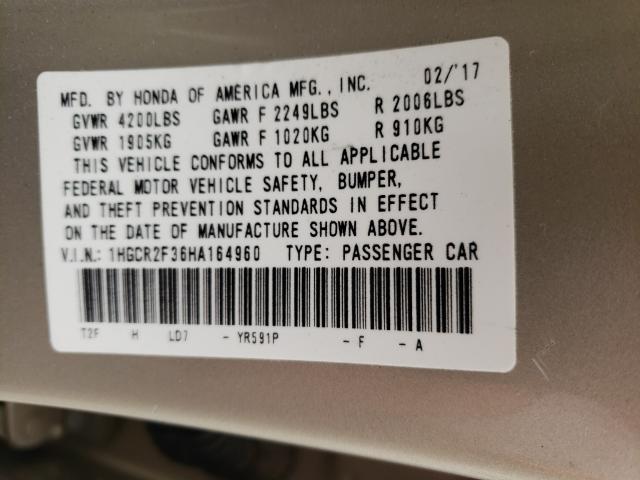 MFD. BY HONDA OF AMERICA MFG., INC. 02/'17
GVWR 4200LBS GAWR F 2249LBS R 2006LBS
GVWR 1905KG GAWR F 1020KG R 910KG
THIS VEHICLE CONFORMS TO ALL APPLICABLE
FEDERAL MOTOR VEHICLE SAFETY, BUMPER,
AND THEFT PREVENTION STANDARDS IN EFFECT
ON THE DATE OF MANUFACTURE SHOWN ABOVE.
V.I.N.: 1HGCR2F36HA164960 TYPE: PASSENGER CAR
T2F H LD7 - YR591P - F - A